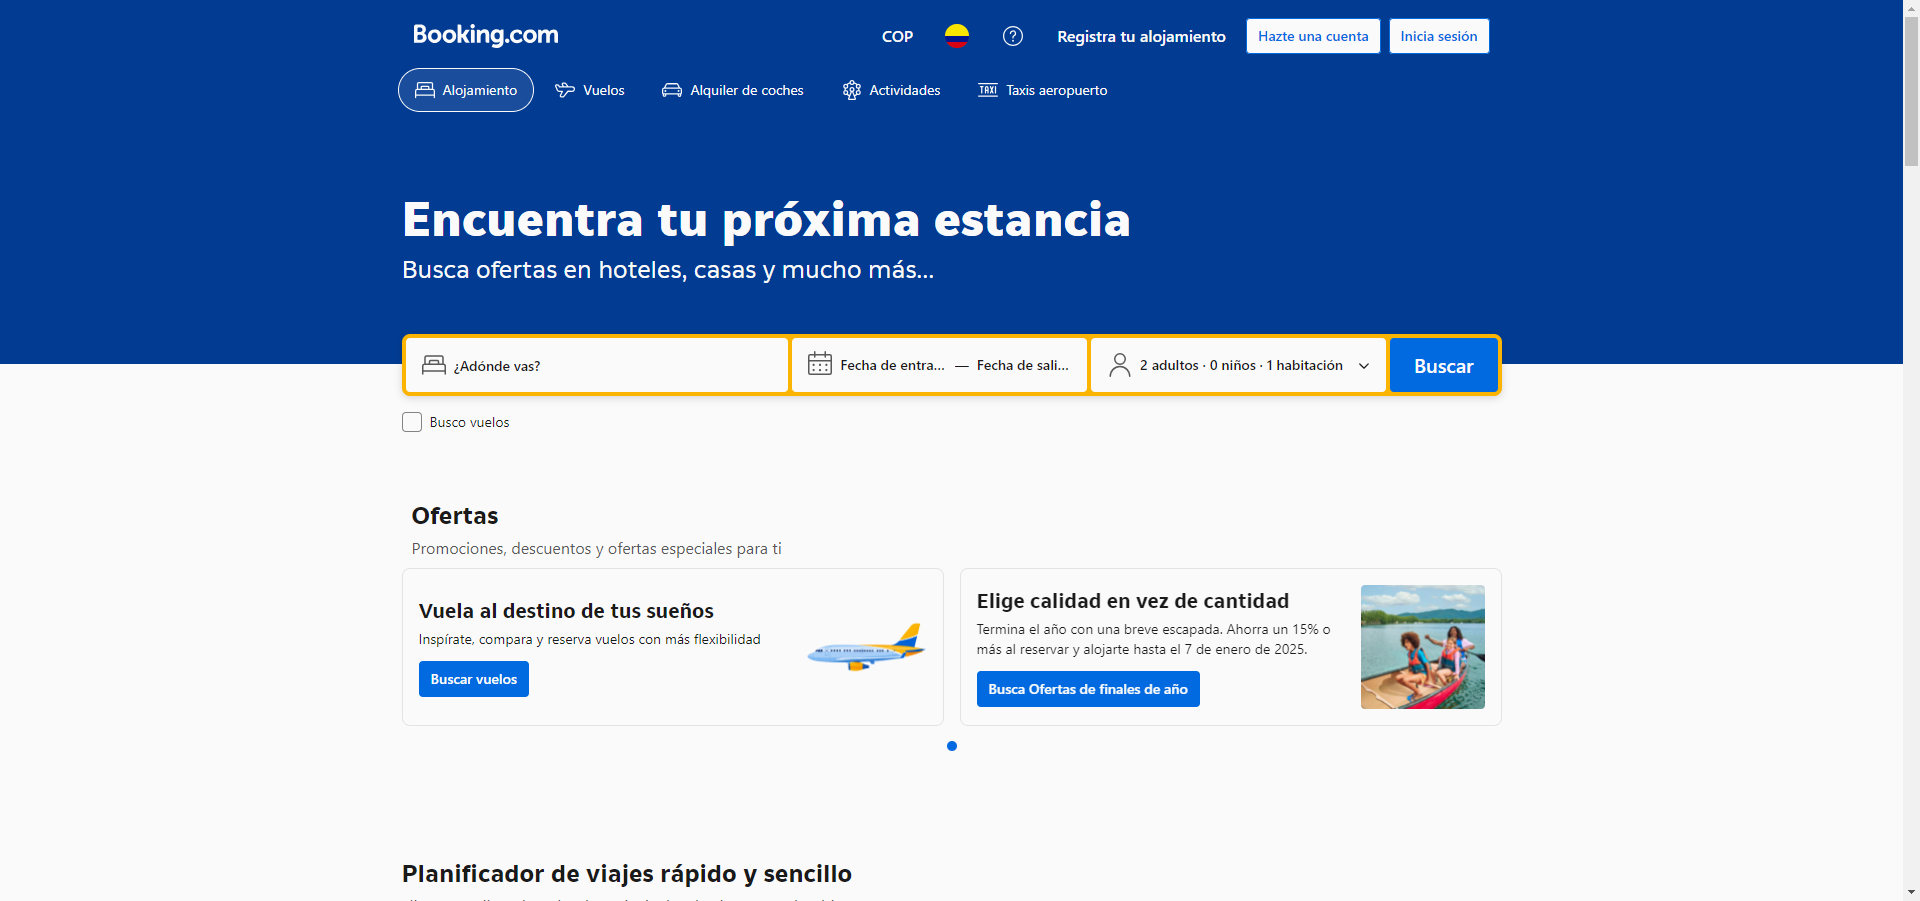 Booking.com
COP
Registra tu alojamiento
Hazte una cuenta
Inicia sesión
Alojamiento
Vuelos
Alquiler de coches
Actividades
TAXI
Taxis aeropuerto
Encuentra tu próxima estancia
Busca ofertas en hoteles, casas y mucho más...
¿Adónde vas?
Fecha de entra... — Fecha de sali...
2 adultos · 0 niños · 1 habitación
Buscar
Busco vuelos
Ofertas
Promociones, descuentos y ofertas especiales para ti
Vuela al destino de tus sueños
Inspírate, compara y reserva vuelos con más flexibilidad
Buscar vuelos
Elige calidad en vez de cantidad
Termina el año con una breve escapada. Ahorra un 15% o
más al reservar y alojarte hasta el 7 de enero de 2025.
Busca Ofertas de finales de año
Planificador de viajes rápido y sencillo